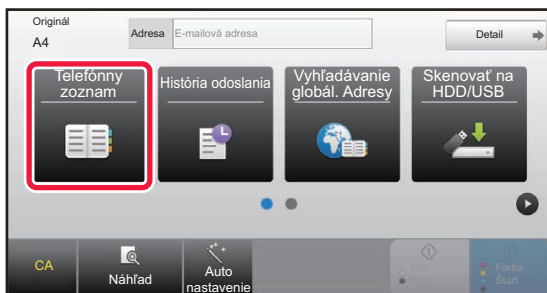 Originál
A4
Adresa
E-mailová adresa
Detail
Telefónny
zoznam
História odoslania
Vyhľadávanie
globál. Adresy
Skenovať na
HDD/USB
CA
Náhľad
Auto
nastavenie
Farba
Štart